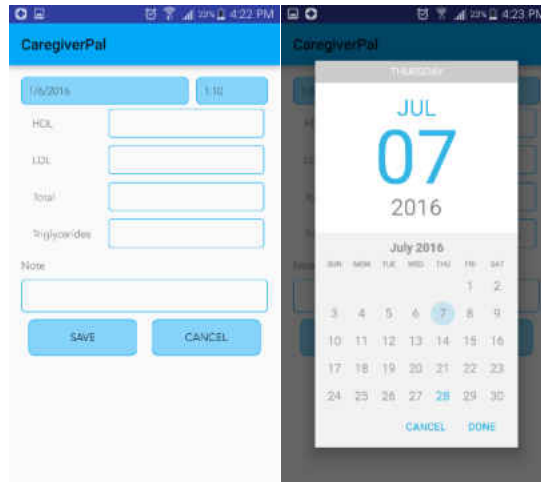 4:22 PM
CaregiverPal
1/6/2016 1:10
HDL
LDL
Total
Triglycerides
Note
SAVE CANCEL
4:23 PM
CaregiverPal
THURSDAY
JUL
07
2016
July 2016
SUN MON TUE WED THU FRI SAT
1 2
3 4 5 6 7 8 9
10 11 12 13 14 15 16
17 18 19 20 21 22 23
24 25 26 27 28 29 30
CANCEL DONE